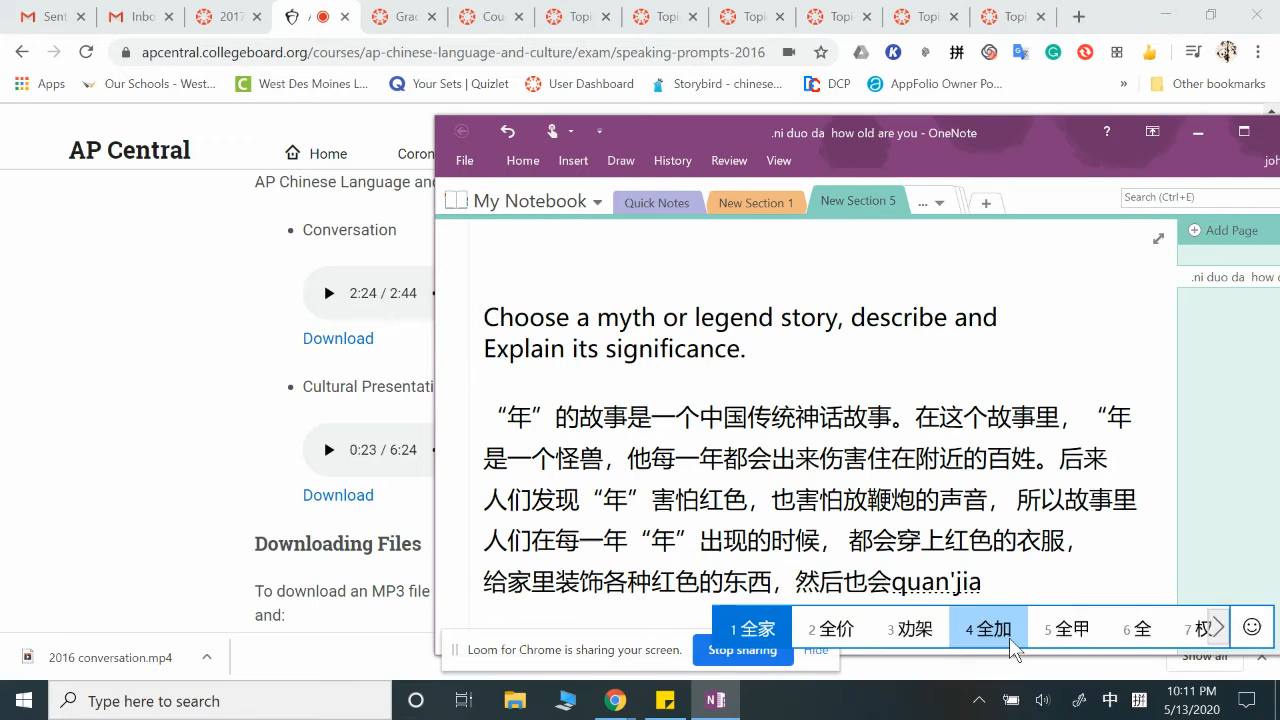 Sent
Inbo
2017
Grac
Cou
Topi
Topi
Topi
Topi
Topi
Topi
apcentral.collegeboard.org/courses/ap-chinese-language-and-culture/exam/speaking-prompts-2016
Apps
Our Schools - West...
West Des Moines I...
Your Sets | Quizlet
User Dashboard
Storybird - chinese...
DCP
AppFolio Owner Po...
»
Other bookmarks
AP Central
Home
Coron
AP Chinese Language an
• Conversation
2:24 / 2:44
Download
• Cultural Presentati
0:23 / 6:24
Download
Downloading Files
To download an MP3 file
and:
.ni duo da how old are you - OneNote
?
File
Home
Insert
Draw
History
Review
View
joh
My Notebook
Quick Notes
New Section 1
New Section 5
...
Search (Ctrl+E)
Add Page
.ni duo da how o
Choose a myth or legend story, describe and
Explain its significance.
“年”的故事是一个中国传统神话故事。在这个故事里，“年
是一个怪兽，他每一年都会出来伤害住在附近的百姓。后来
人们发现“年”害怕红色，也害怕放鞭炮的声音， 所以故事里
人们在每一年“年”出现的时候， 都会穿上红色的衣服，
给家里装饰各种红色的东西，然后也会quan'jia
1 全家 2 全价 3 劝架 4 全加 5 全甲 6 全 7 权
Loom for Chrome is sharing your screen.
Stop sharing
Hide
2016 conversation.mp4
Show all
Type here to search
中
拼
10:11 PM
5/13/2020